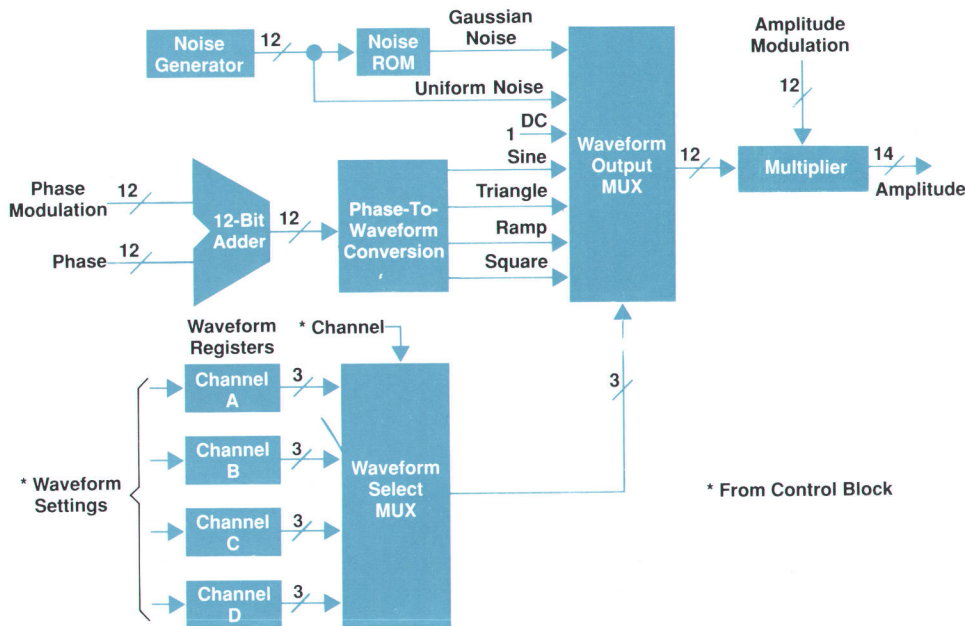 Noise
Generator
12
Noise
ROM
Gaussian
Noise
Uniform Noise
DC
1
Sine
Triangle
Ramp
Square
Waveform
Output
MUX
12
Amplitude
Modulation
12
Multiplier
14
Amplitude
Phase
Modulation
12
Phase
12
12-Bit
Adder
12
Phase-To-
Waveform
Conversion
Waveform
Registers
* Channel
Channel
A
3
Channel
B
3
Channel
C
3
Channel
D
3
* Waveform
Settings
Waveform
Select
MUX
3
* From Control Block